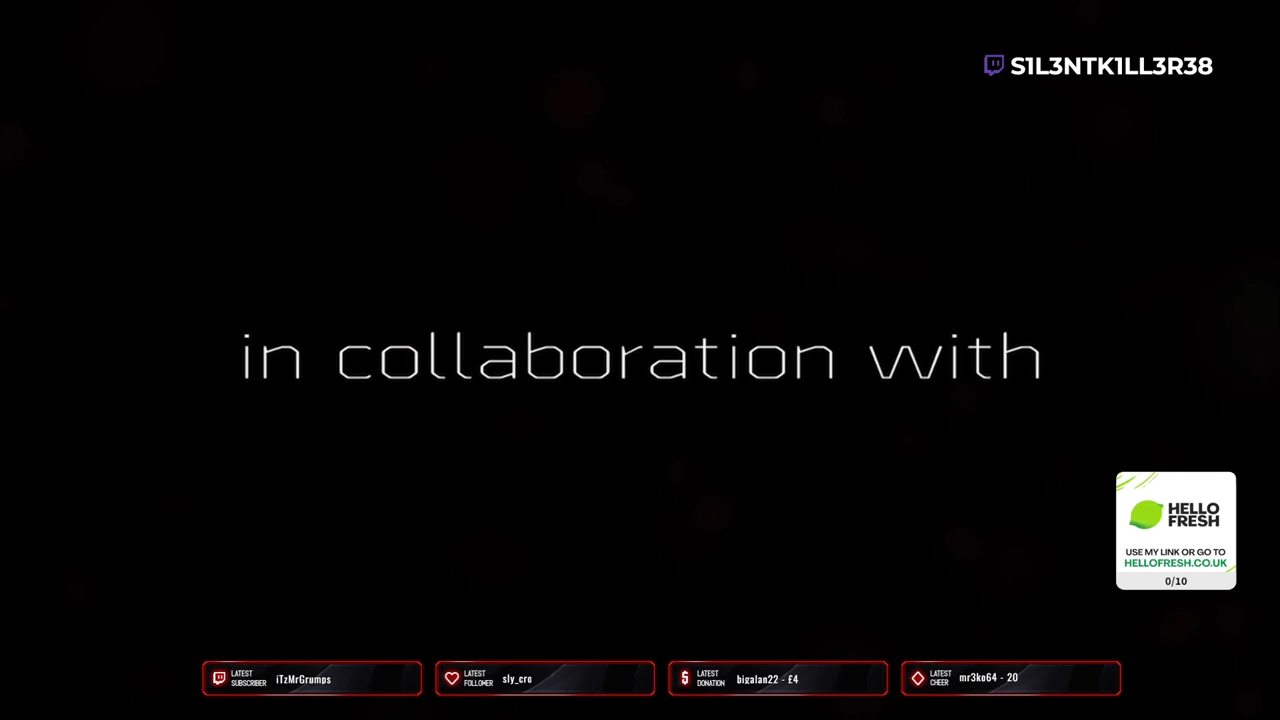 S1L3NTK1LL3R38
in collaboration with
HELLO
FRESH
USE MY LINK OR GO TO
HELLOFRESH.CO.UK
0/10
LATEST
SUBSCRIBER
iTzMrGrumps
LATEST
FOLLOWER
sly_cro
LATEST
DONATION
bigalan22 - £4
LATEST
CHEER
mr3ko64 - 20